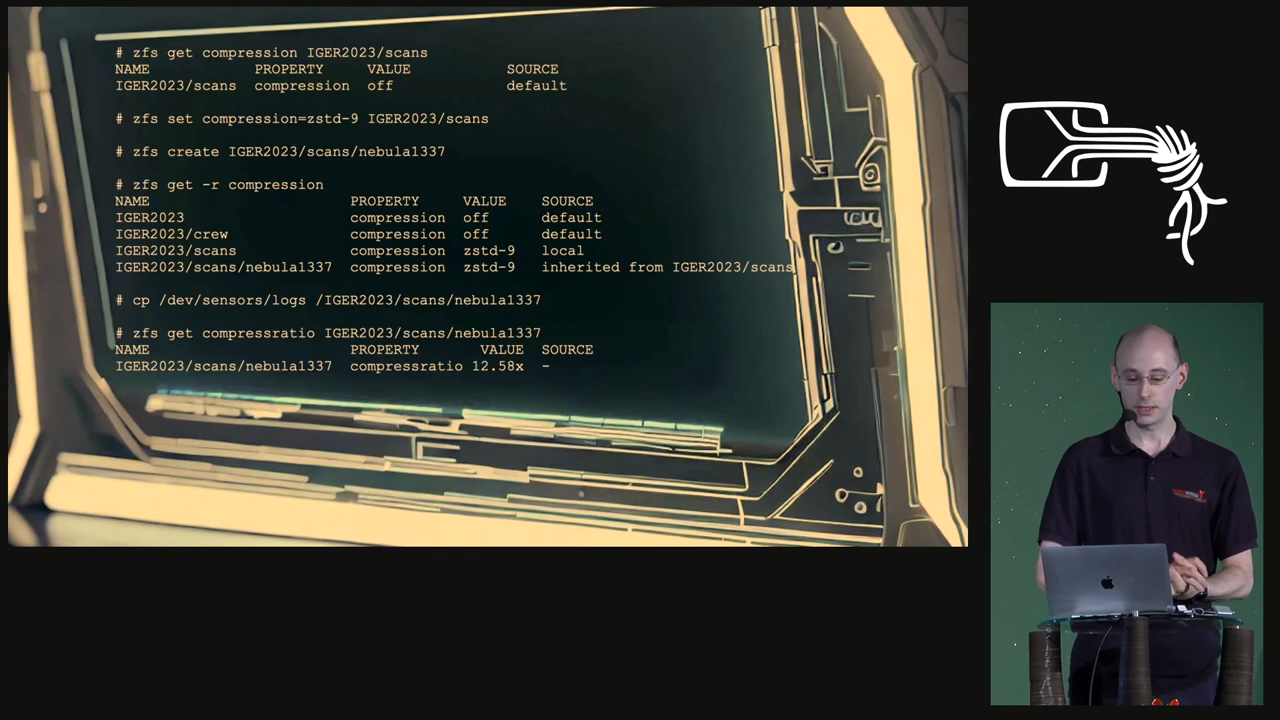 # zfs get compression IGER2023/scans
NAME PROPERTY VALUE SOURCE
IGER2023/scans compression off default
# zfs set compression=zstd-9 IGER2023/scans
# zfs create IGER2023/scans/nebula1337
# zfs get -r compression
NAME PROPERTY VALUE SOURCE
IGER2023 compression off default
IGER2023/crew compression off default
IGER2023/scans compression zstd-9 local
IGER2023/scans/nebula1337 compression zstd-9 inherited from IGER2023/scans
# cp /dev/sensors/logs /IGER2023/scans/nebula1337
# zfs get compressratio IGER2023/scans/nebula1337
NAME PROPERTY VALUE SOURCE
IGER2023/scans/nebula1337 compressratio 12.58x -